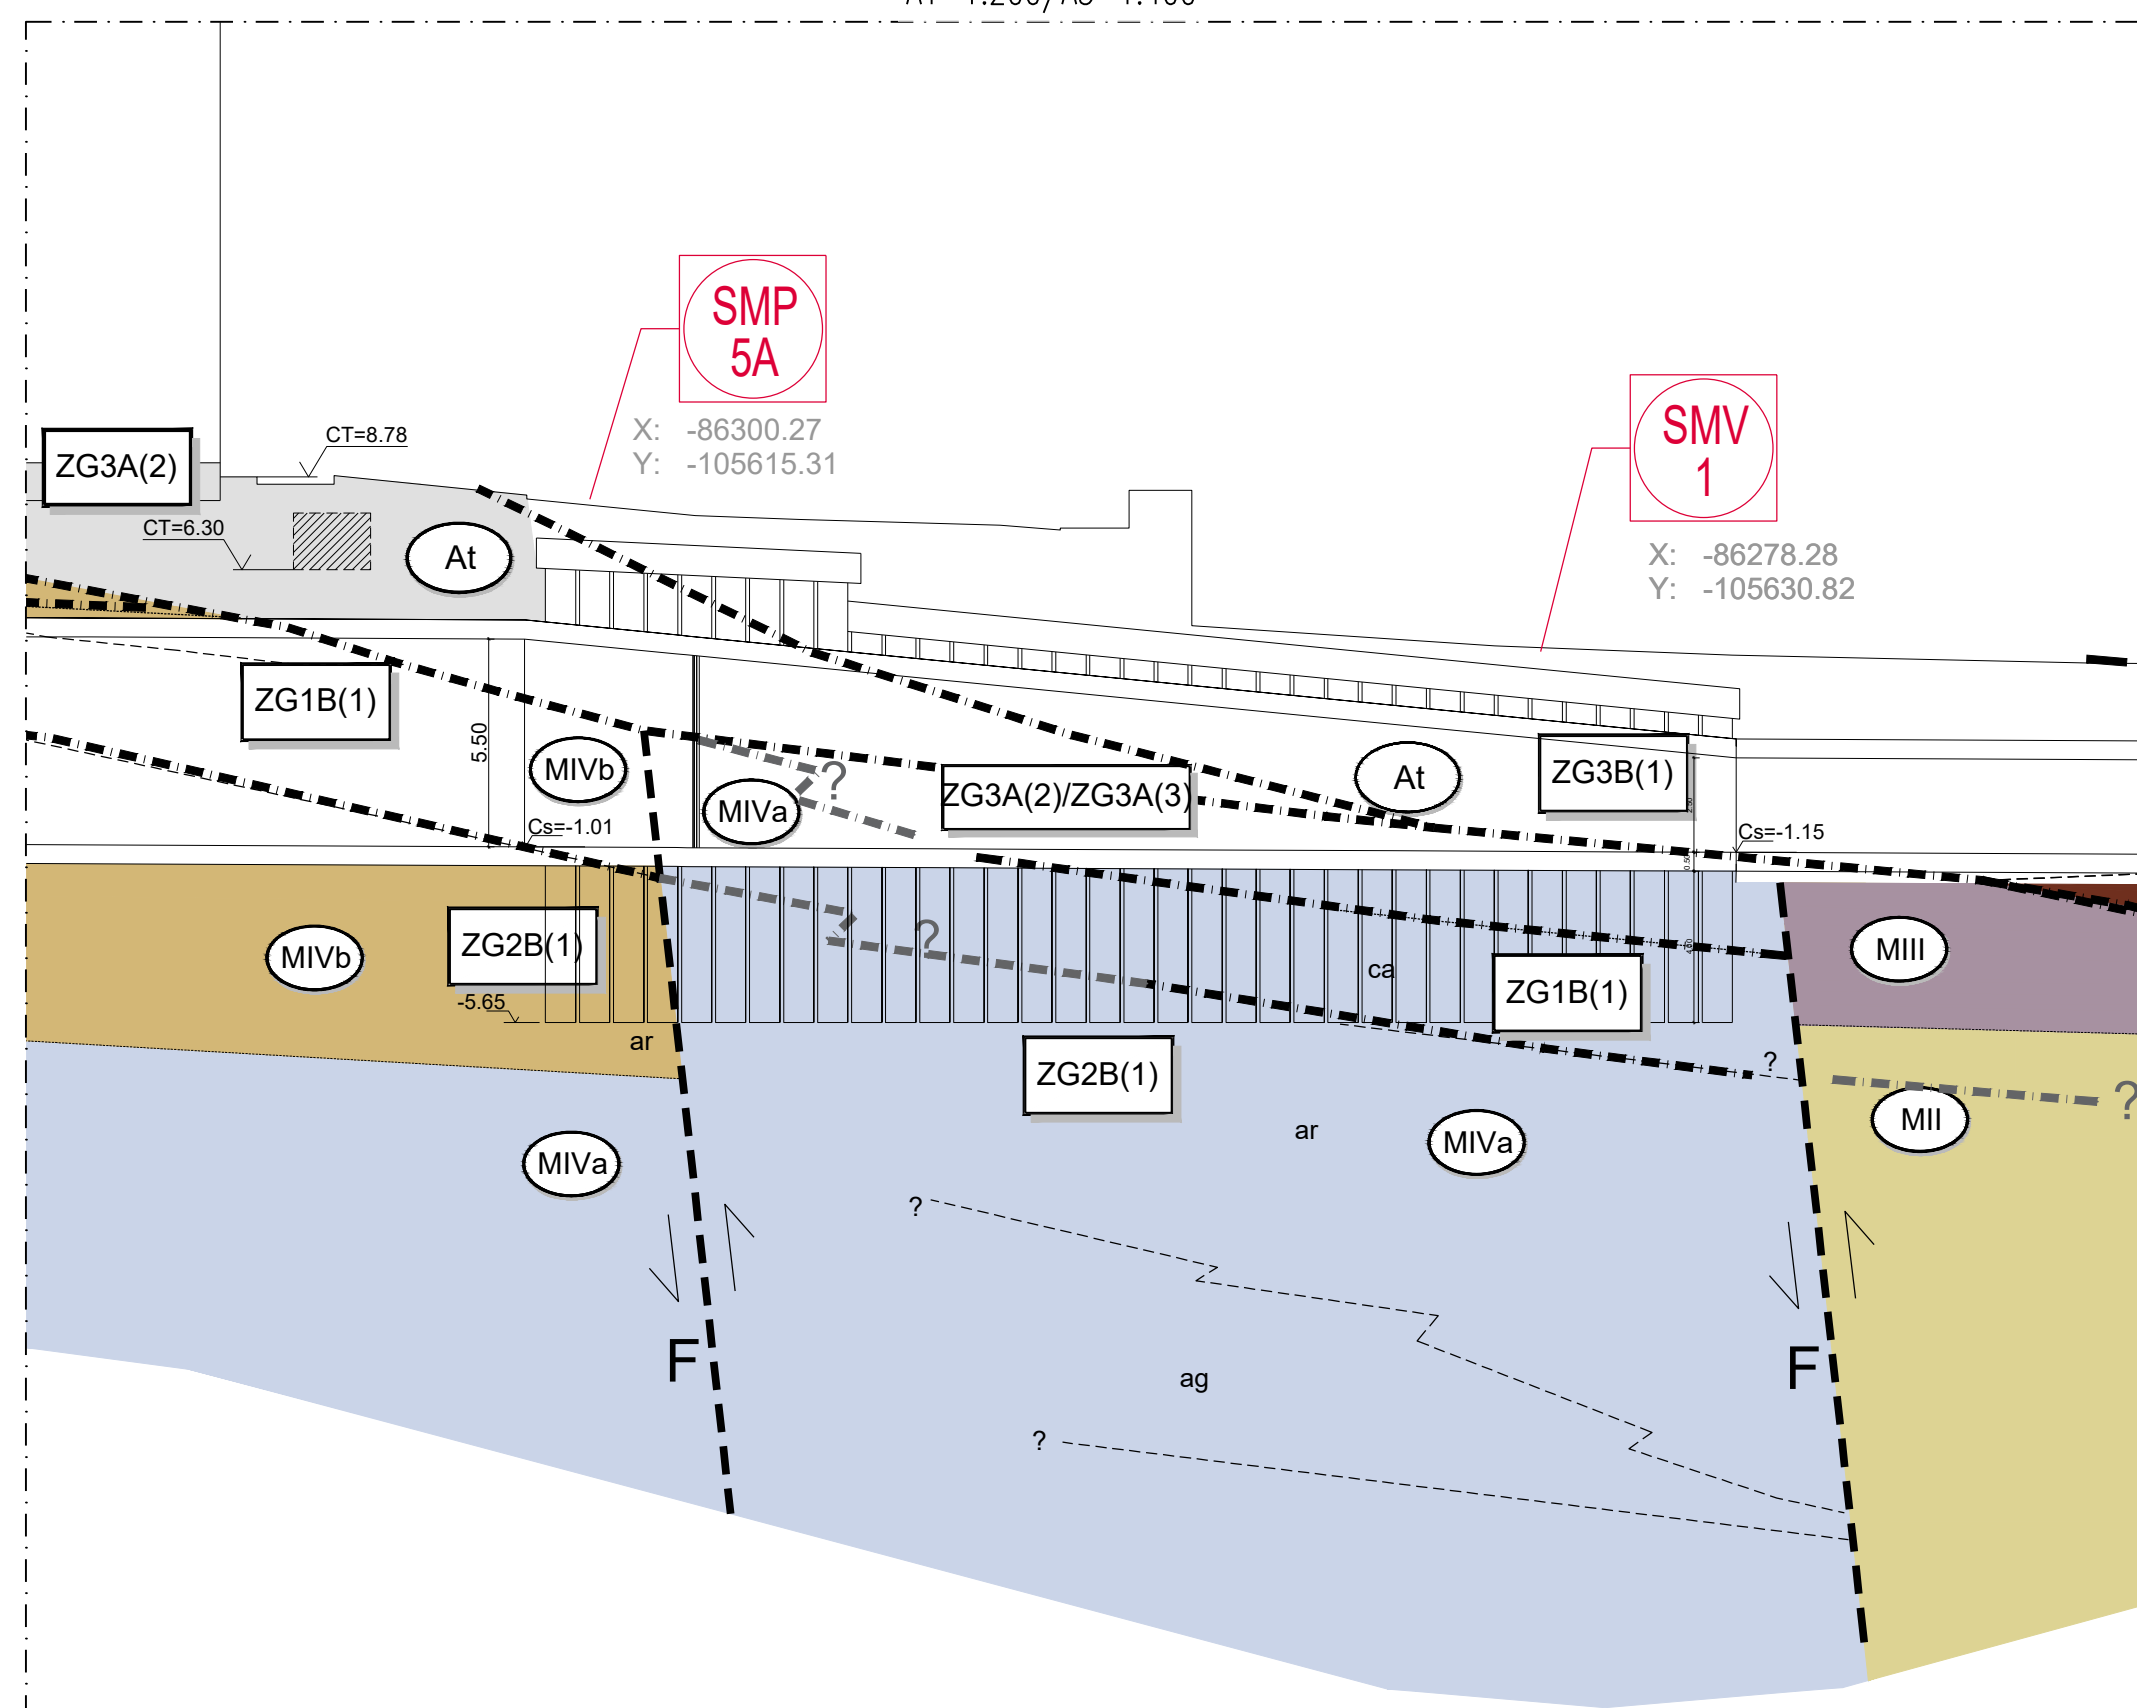 SMP
5A
X: -86300.27
Y: -105615.31
SMV
1
X: -86278.28
Y: -105630.82
ZG3A(2)
CT=8.78
CT=6.30
At
ZG1B(1)
5.50
MIVb
MIVa
?
ZG3A(2)/ZG3A(3)
At
ZG3B(1)
Cs=-1.01
Cs=-1.15
0.50
MIVb
ZG2B(1)
?
ca
ZG1B(1)
MIII
-5.65
ar
ZG2B(1)
?
?
MII
ar
MIVa
MIVa
?
F
F
ag
?